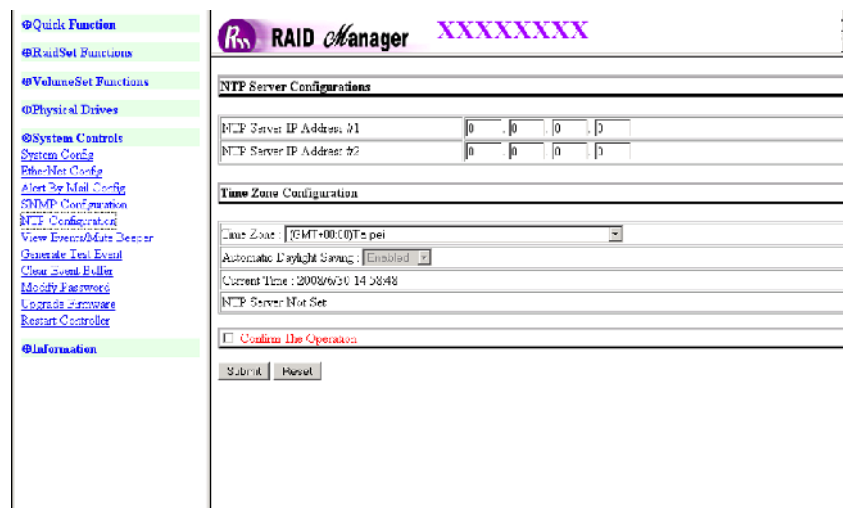 Quick Function
RaidSet Functions
VolumeSet Functions
Physical Drives
System Controls
System Config
EtherNet Config
Alert By Mail Config
SNMP Configuration
NTP Configuration
View Events/Mute Beeper
Generate Test Event
Clear Event Buffer
Modify Password
Upgrade Firmware
Restart Controller
Information
RAID Manager XXXXXXXX
NTP Server Configurations
NTP Server IP Address #1 0 . 0 . 0 . 0
NTP Server IP Address #2 0 . 0 . 0 . 0
Time Zone Configuration
Time Zone : (GMT+08:00)Taipei
Automatic Daylight Saving : Enabled
Current Time : 2008/6/30 14:58:48
NTP Server Not Set
Confirm The Operation
Submit Reset